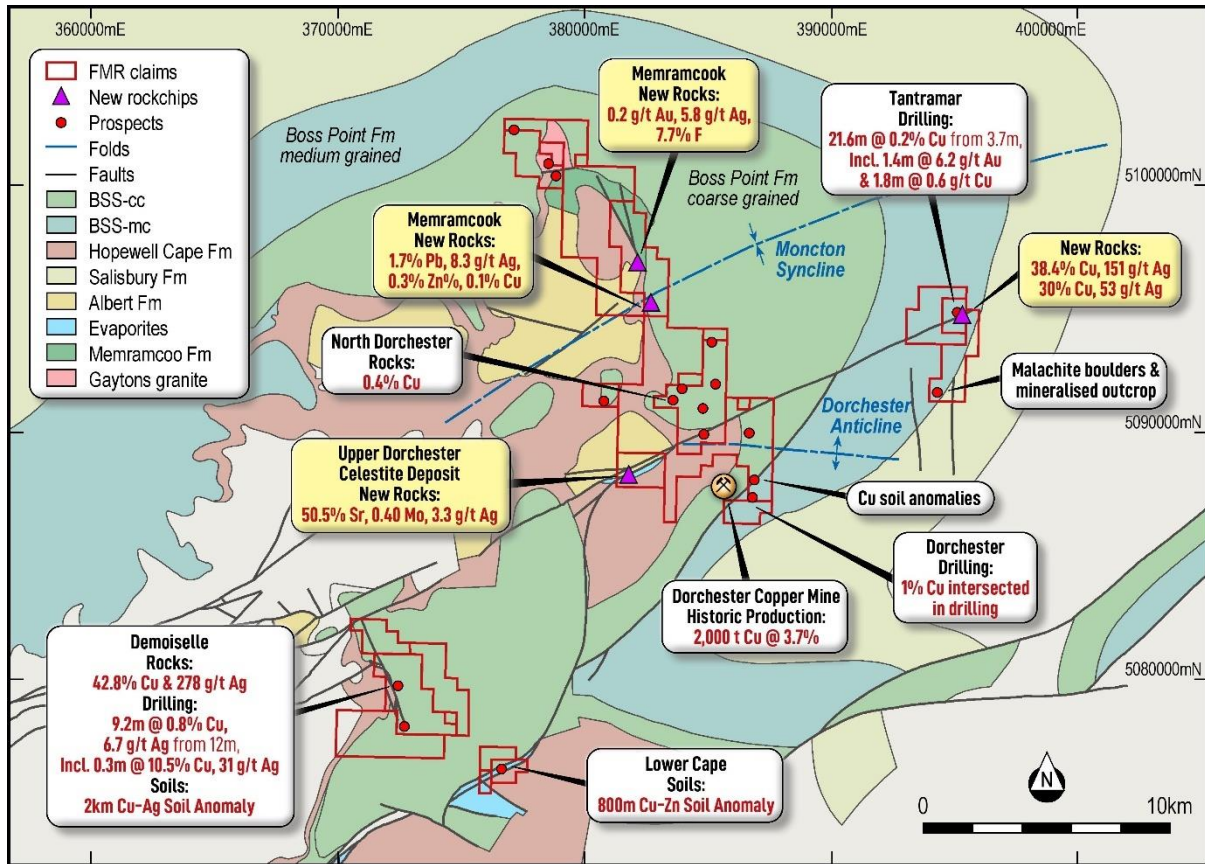 360000mE
370000mE
380000mE
390000mE
400000mE
FMR claims
New rockchips
Prospects
Folds
Faults
BSS-cc
BSS-mc
Hopewell Cape Fm
Salisbury Fm
Albert Fm
Evaporites
Memramcoo Fm
Gaytons granite
Boss Point Fm
medium grained
Memramcook
New Rocks:
0.2 g/t Au, 5.8 g/t Ag,
7.7% F
Tantramar
Drilling:
21.6m @ 0.2% Cu from 3.7m,
Incl. 1.4m @ 6.2 g/t Au
& 1.8m @ 0.6 g/t Cu
5100000mN
Boss Point Fm
coarse grained
Memramcook
New Rocks:
1.7% Pb, 8.3 g/t Ag,
0.3% Zn%, 0.1% Cu
Moncton
Syncline
New Rocks:
38.4% Cu, 151 g/t Ag
30% Cu, 53 g/t Ag
North Dorchester
Rocks:
0.4% Cu
Malachite boulders &
mineralised outcrop
Dorchester
Anticline
5090000mN
Upper Dorchester
Celestite Deposit
New Rocks:
50.5% Sr, 0.40 Mo, 3.3 g/t Ag
Cu soil anomalies
Dorchester
Drilling:
1% Cu intersected
in drilling
Dorchester Copper Mine
Historic Production:
2,000 t Cu @ 3.7%
Demoiselle
Rocks:
42.8% Cu & 278 g/t Ag
Drilling:
9.2m @ 0.8% Cu,
6.7 g/t Ag from 12m,
Incl. 0.3m @ 10.5% Cu, 31 g/t Ag
Soils:
2km Cu-Ag Soil Anomaly
5080000mN
Lower Cape
Soils:
800m Cu-Zn Soil Anomaly
N
0
10km